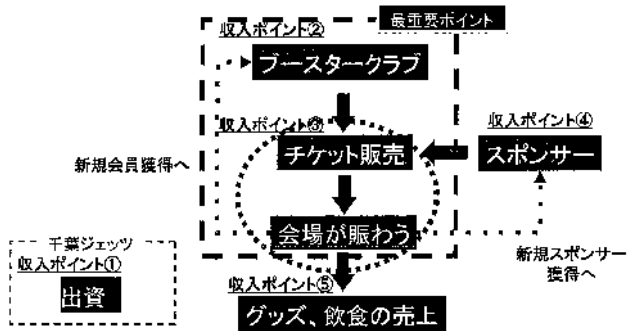 最重要ポイント
収入ポイント②
ブースタークラブ
収入ポイント③
チケット販売
収入ポイント④
スポンサー
新規会員獲得へ
会場が賑わう
新規スポンサー
獲得へ
千葉ジェッツ
収入ポイント①
出資
収入ポイント⑤
グッズ、飲食の売上